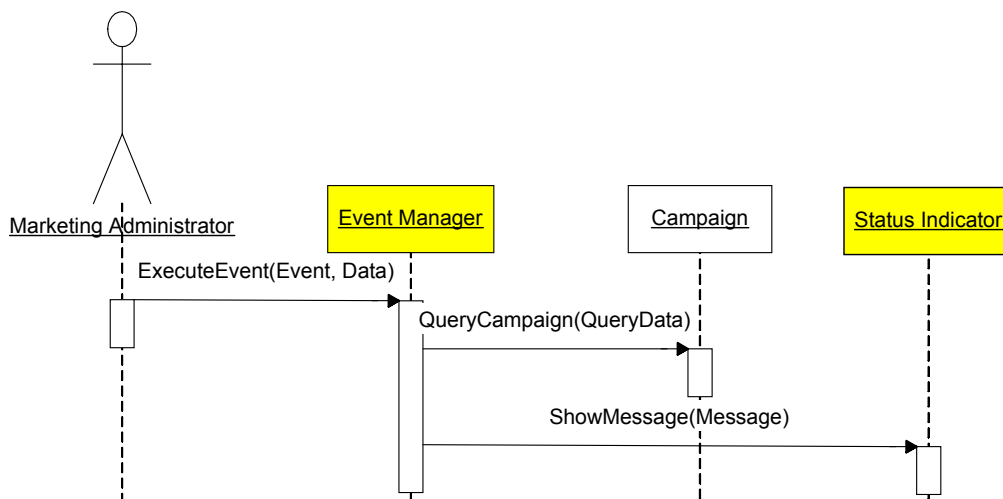 Marketing Administrator
Event Manager
Campaign
Status Indicator
ExecuteEvent(Event, Data)
QueryCampaign(QueryData)
ShowMessage(Message)